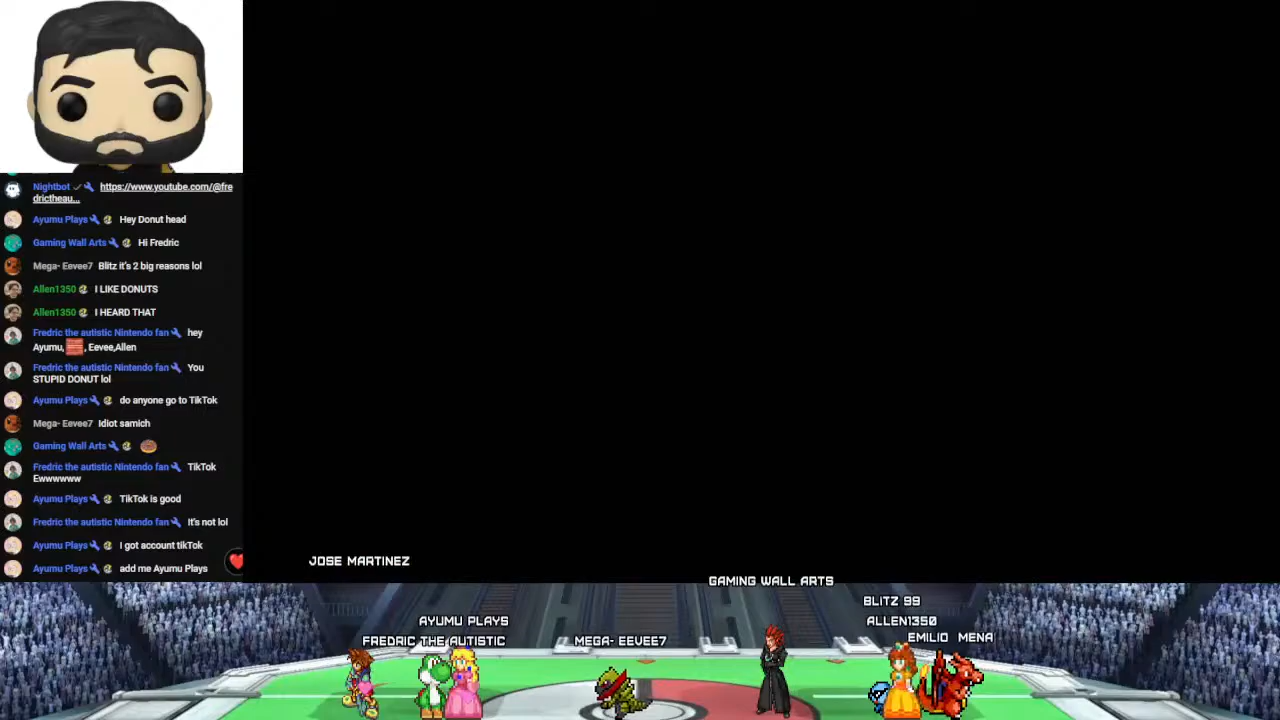 Nightbot https://www.youtube.com/@fre
drictheau...
Ayumu Plays Hey Donut head
Gaming Wall Arts Hi Fredric
Mega- Eevee7 Blitz it's 2 big reasons lol
Allen1350 I LIKE DONUTS
Allen1350 I HEARD THAT
Fredric the autistic Nintendo fan hey
Ayumu, , Eevee,Allen
Fredric the autistic Nintendo fan You
STUPID DONUT lol
Ayumu Plays do anyone go to TikTok
Mega- Eevee7 Idiot samich
Gaming Wall Arts
Fredric the autistic Nintendo fan TikTok
Ewwwwww
Ayumu Plays TikTok is good
Fredric the autistic Nintendo fan It's not lol
Ayumu Plays I got account tikTok
Ayumu Plays add me Ayumu Plays
JOSE MARTINEZ
GAMING WALL ARTS
BLITZ 99
AYUMU PLAYS
ALLEN1350
FREDRIC THE AUTISTIC
MEGA- EEVEE7
EMILIO MENA